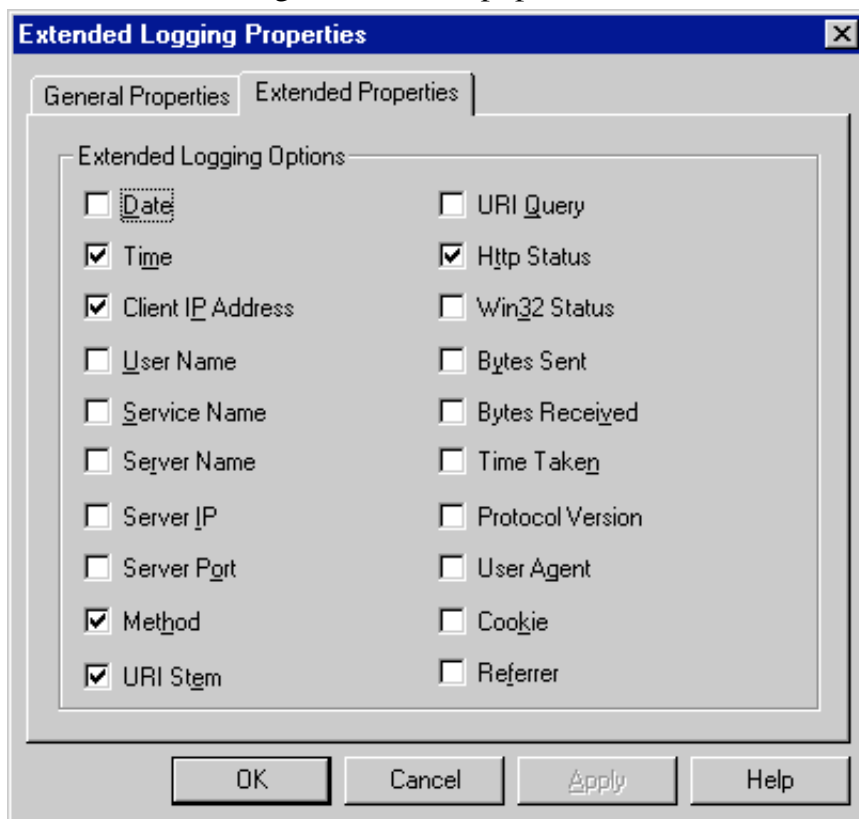 Extended Logging Properties
General Properties
Extended Properties
Extended Logging Options
Date
URI Query
Time
Http Status
Client IP Address
Win32 Status
User Name
Bytes Sent
Service Name
Bytes Received
Server Name
Time Taken
Server IP
Protocol Version
Server Port
User Agent
Method
Cookie
URI Stem
Referrer
OK
Cancel
Apply
Help